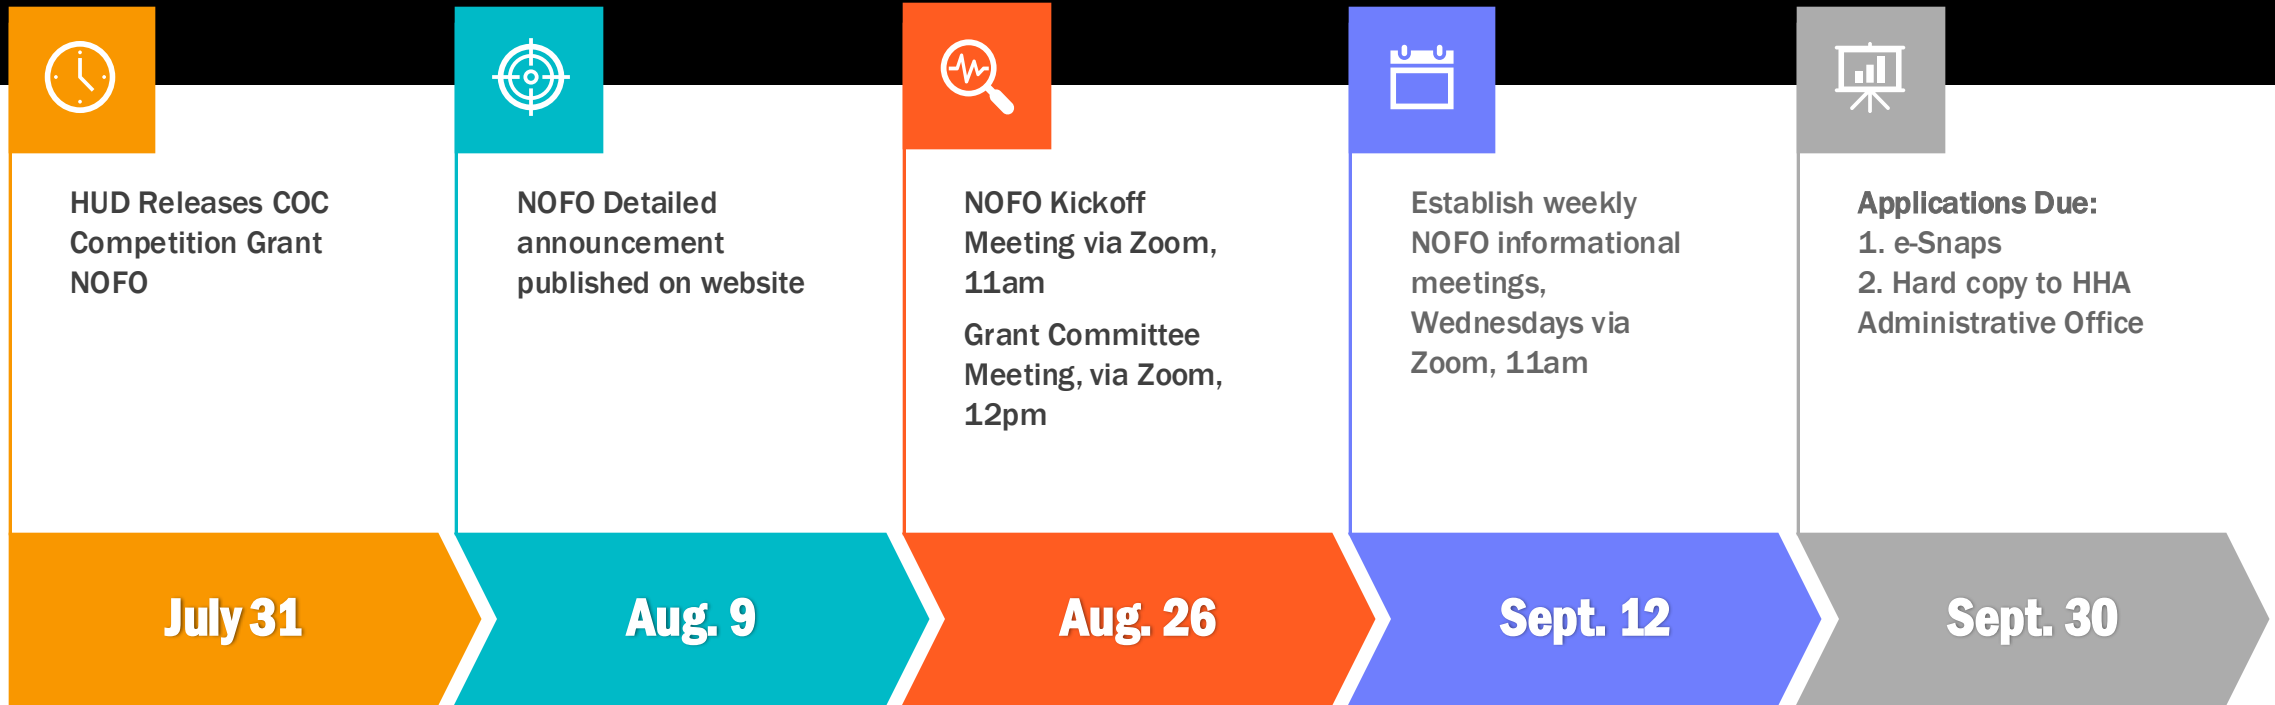 HUD Releases COC
Competition Grant
NOFO
NOFO Detailed
announcement
published on website
NOFO Kickoff
Meeting via Zoom,
11am
Grant Committee
Meeting, via Zoom,
12pm
Establish weekly
NOFO informational
meetings,
Wednesdays via
Zoom, 11am
Applications Due:
1. e-Snaps
2. Hard copy to HHA
Administrative Office
July 31
Aug. 9
Aug. 26
Sept. 12
Sept. 30